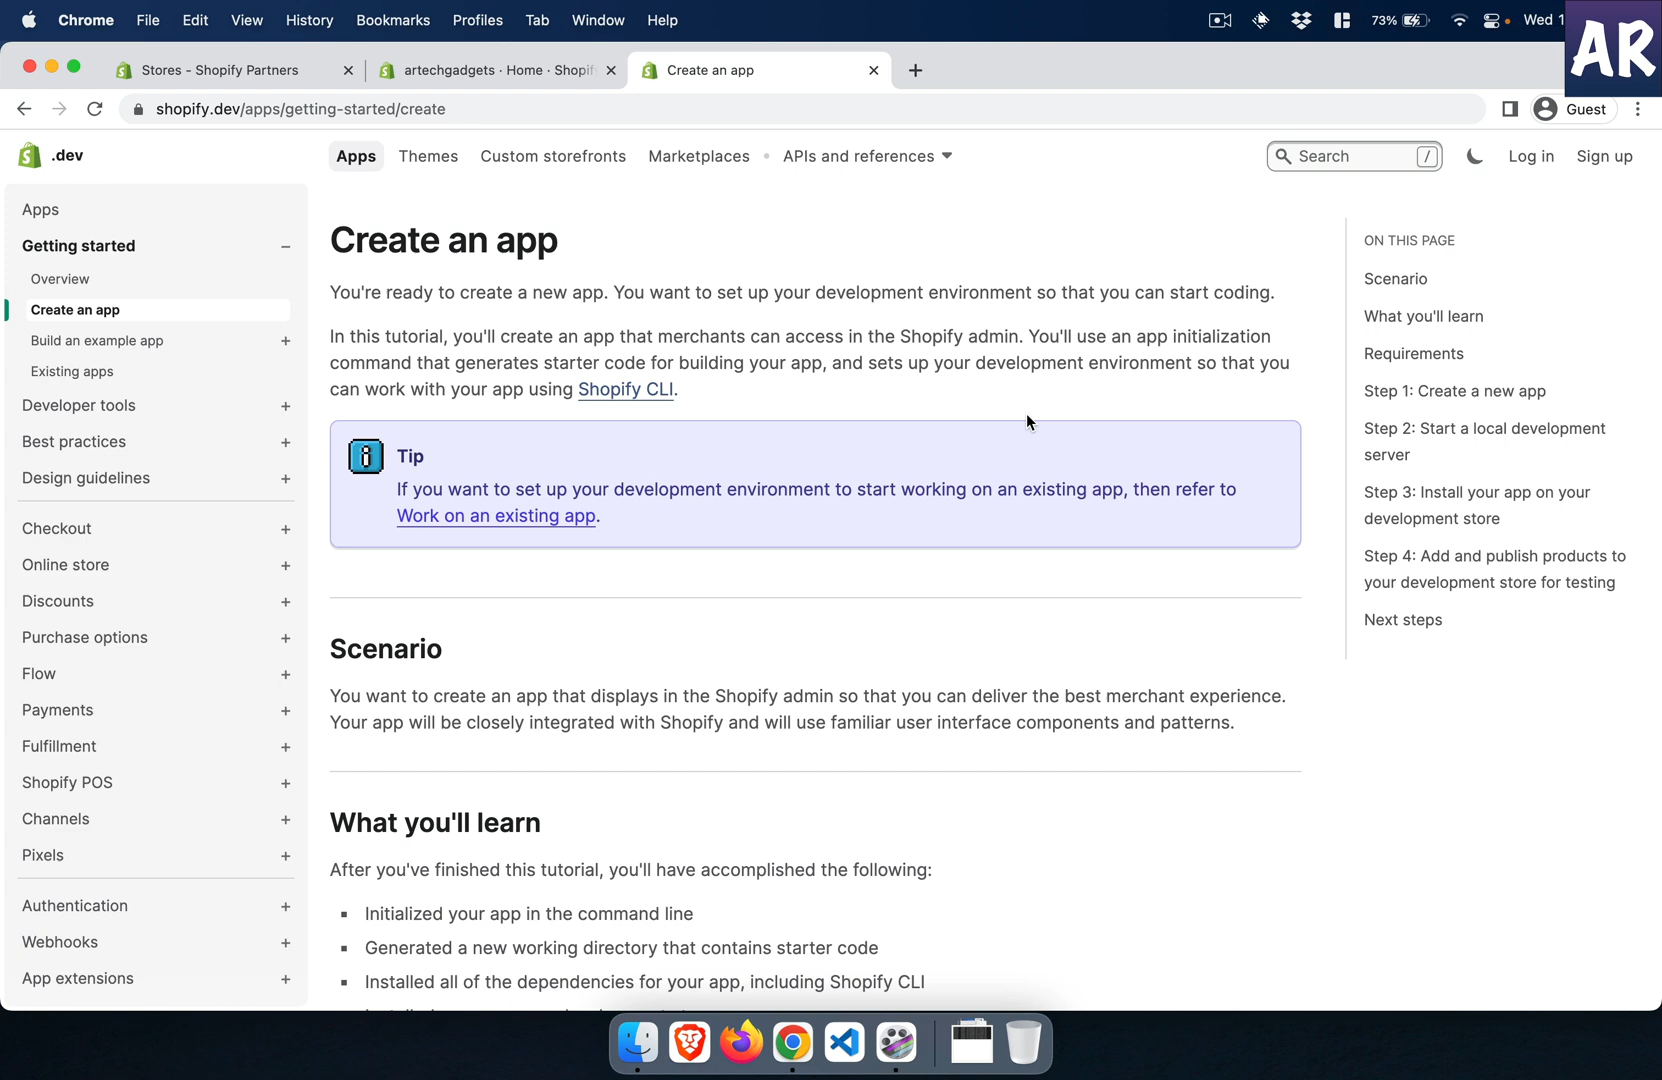 Chrome File Edit View History Bookmarks Profiles Tab Window Help 73% Wed 1
AR
Stores - Shopify Partners artechgadgets · Home · Shopif Create an app
shopify.dev/apps/getting-started/create Guest
.dev Apps Themes Custom storefronts Marketplaces APIs and references Search / Log in Sign up
Apps
Getting started
Overview
Create an app
Build an example app
Existing apps
Developer tools
Best practices
Design guidelines
Checkout
Online store
Discounts
Purchase options
Flow
Payments
Fulfillment
Shopify POS
Channels
Pixels
Authentication
Webhooks
App extensions
Create an app
You're ready to create a new app. You want to set up your development environment so that you can start coding.
In this tutorial, you'll create an app that merchants can access in the Shopify admin. You'll use an app initialization
command that generates starter code for building your app, and sets up your development environment so that you
can work with your app using Shopify CLI.
Tip
If you want to set up your development environment to start working on an existing app, then refer to
Work on an existing app.
Scenario
You want to create an app that displays in the Shopify admin so that you can deliver the best merchant experience.
Your app will be closely integrated with Shopify and will use familiar user interface components and patterns.
What you'll learn
After you've finished this tutorial, you'll have accomplished the following:
▪ Initialized your app in the command line
▪ Generated a new working directory that contains starter code
▪ Installed all of the dependencies for your app, including Shopify CLI
ON THIS PAGE
Scenario
What you'll learn
Requirements
Step 1: Create a new app
Step 2: Start a local development
server
Step 3: Install your app on your
development store
Step 4: Add and publish products to
your development store for testing
Next steps